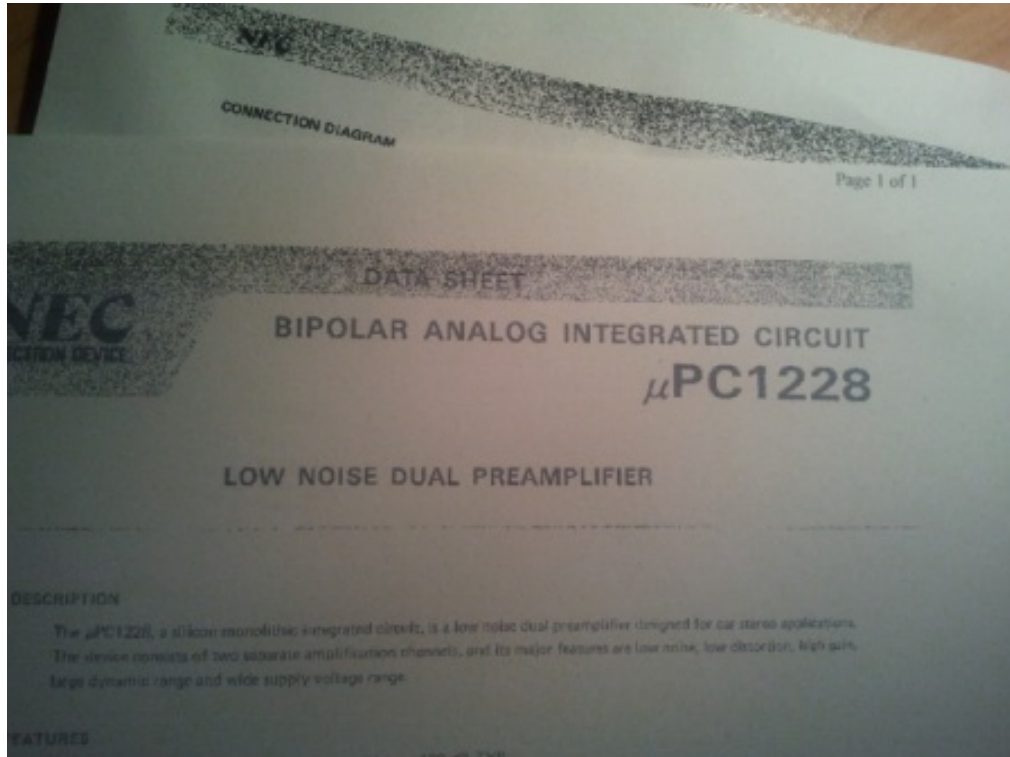 NEC
CONNECTION DIAGRAM
Page 1 of 1
DATA SHEET
NEC
ECTRON DEVICE
BIPOLAR ANALOG INTEGRATED CIRCUIT
μPC1228
LOW NOISE DUAL PREAMPLIFIER
DESCRIPTION
The μPC1228, a silicon monolithic integrated circuit, is a low noise dual preamplifier designed for car stereo applications.
The device consists of two separate amplification channels, and its major features are low noise, low distortion, high gain,
large dynamic range and wide supply voltage range.
EATURES